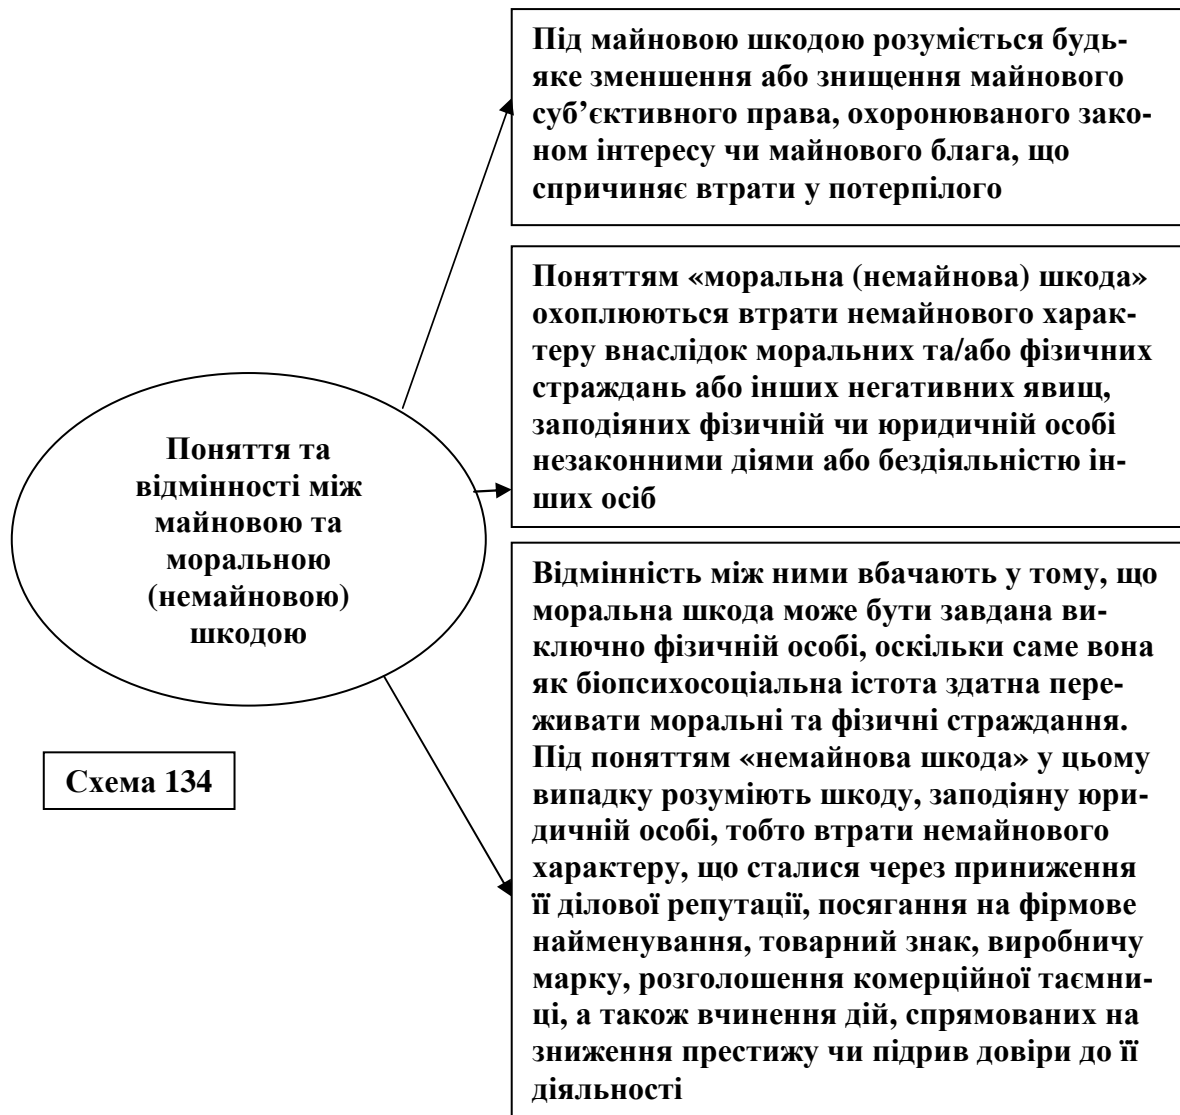 Під майновою шкодою розуміється будь-
яке зменшення або знищення майнового
суб’єктивного права, охоронюваного зако-
ном інтересу чи майнового блага, що
спричиняє втрати у потерпілого
Поняттям «моральна (немайнова) шкода»
охоплюються втрати немайнового харак-
теру внаслідок моральних та/або фізичних
страждань або інших негативних явищ,
заподіяних фізичній чи юридичній особі
незаконними діями або бездіяльністю ін-
ших осіб
Поняття та
відмінності між
майновою та
моральною
(немайновою)
шкодою
Відмінність між ними вбачають у тому, що
моральна шкода може бути завдана ви-
ключно фізичній особі, оскільки саме вона
як біопсихосоціальна істота здатна пере-
живати моральні та фізичні страждання.
Під поняттям «немайнова шкода» у цьому
випадку розуміють шкоду, заподіяну юри-
дичній особі, тобто втрати немайнового
характеру, що сталися через приниження
її ділової репутації, посягання на фірмове
найменування, товарний знак, виробничу
марку, розголошення комерційної таємни-
ці, а також вчинення дій, спрямованих на
зниження престижу чи підрив довіри до її
діяльності
Схема 134